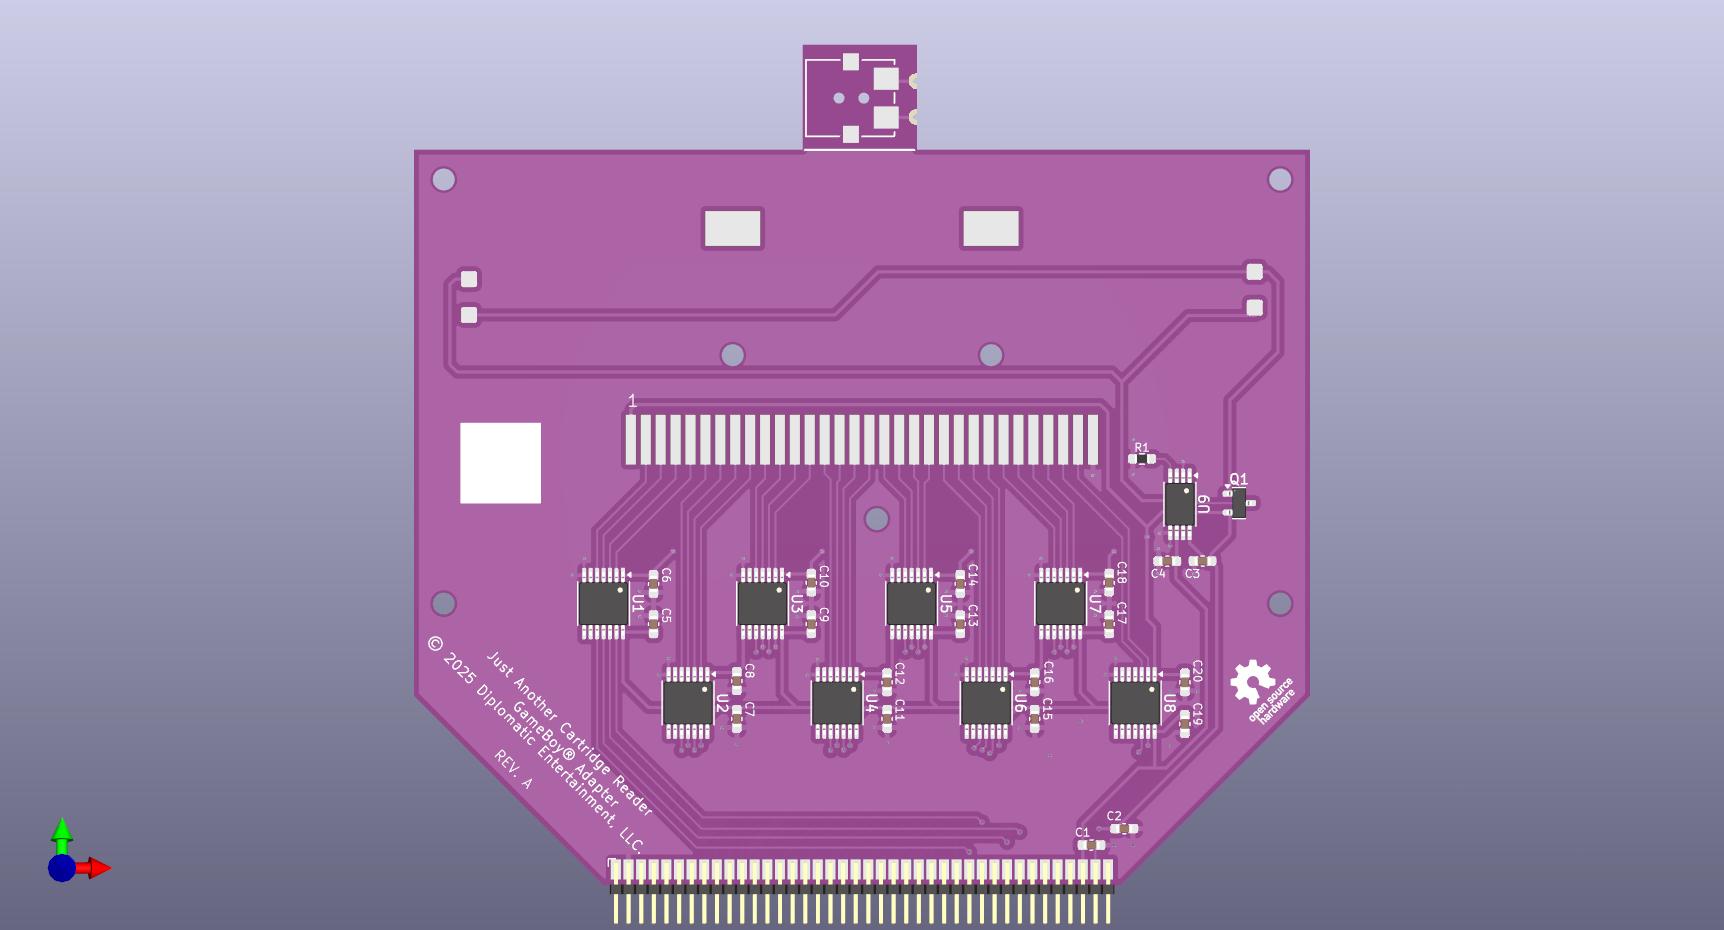 1
R1
Q1
U9
C4
C3
C6
C10
C14
C18
U1
U3
U5
U7
C5
C9
C13
C17
C8
C12
C16
C20
U2
U4
U6
U8
C7
C11
C15
C19
Just Another Cartridge Reader
GameBoy® Adapter
© 2025 Diplomatic Entertainment, LLC.
REV. A
open source
hardware
C2
C1